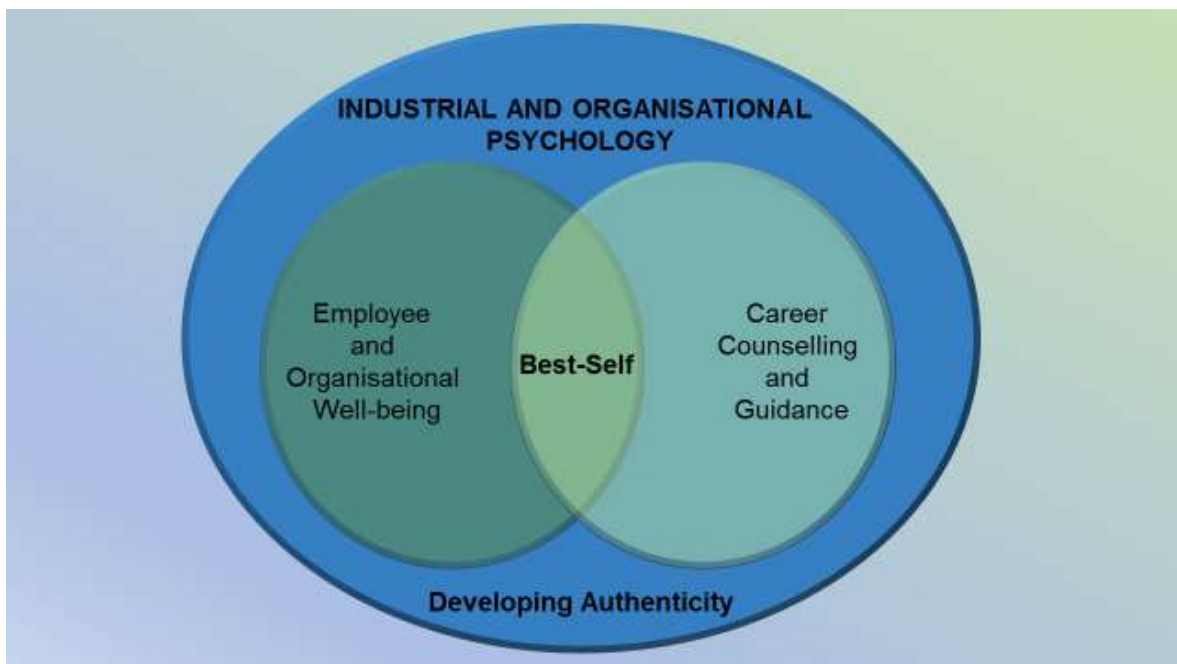 INDUSTRIAL AND ORGANISATIONAL
PSYCHOLOGY
Employee
and
Organisational
Well-being
Best-Self
Career
Counselling
and
Guidance
Developing Authenticity